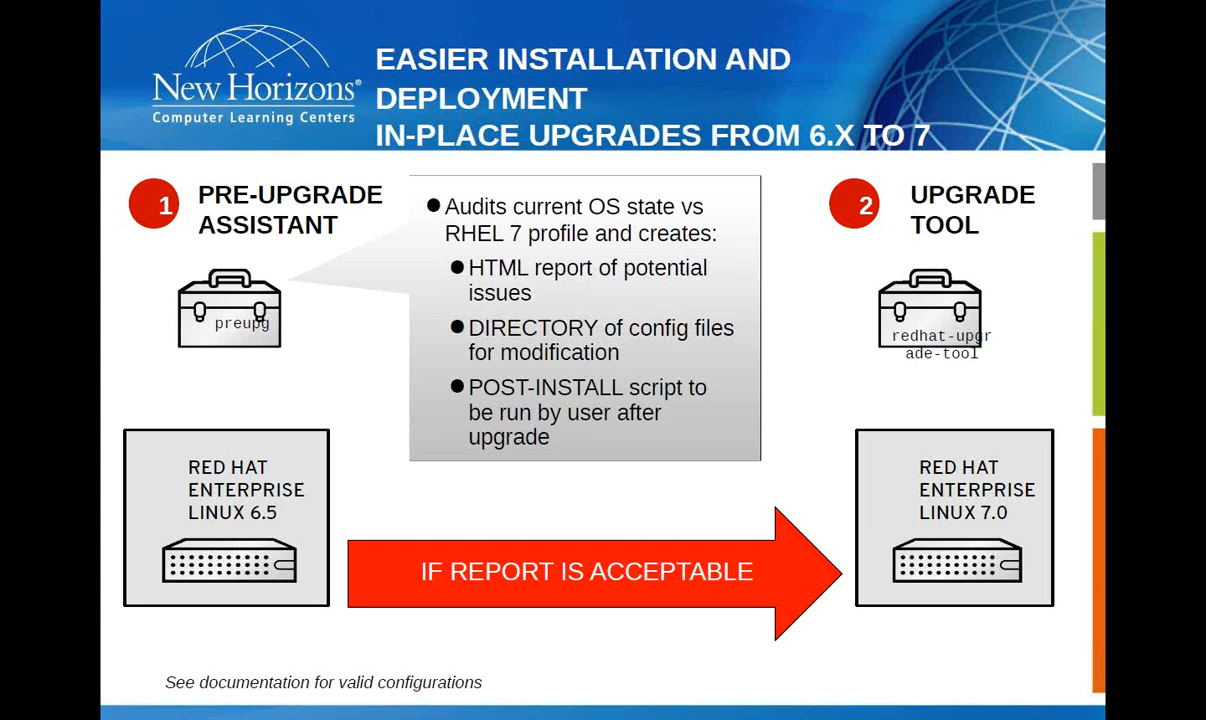 New Horizons®
Computer Learning Centers
EASIER INSTALLATION AND
DEPLOYMENT
IN-PLACE UPGRADES FROM 6.X TO 7
1
PRE-UPGRADE
ASSISTANT
preupg
● Audits current OS state vs
RHEL 7 profile and creates:
● HTML report of potential
issues
● DIRECTORY of config files
for modification
● POST-INSTALL script to
be run by user after
upgrade
2
UPGRADE
TOOL
redhat-upgr
ade-tool
RED HAT
ENTERPRISE
LINUX 6.5
IF REPORT IS ACCEPTABLE
RED HAT
ENTERPRISE
LINUX 7.0
See documentation for valid configurations